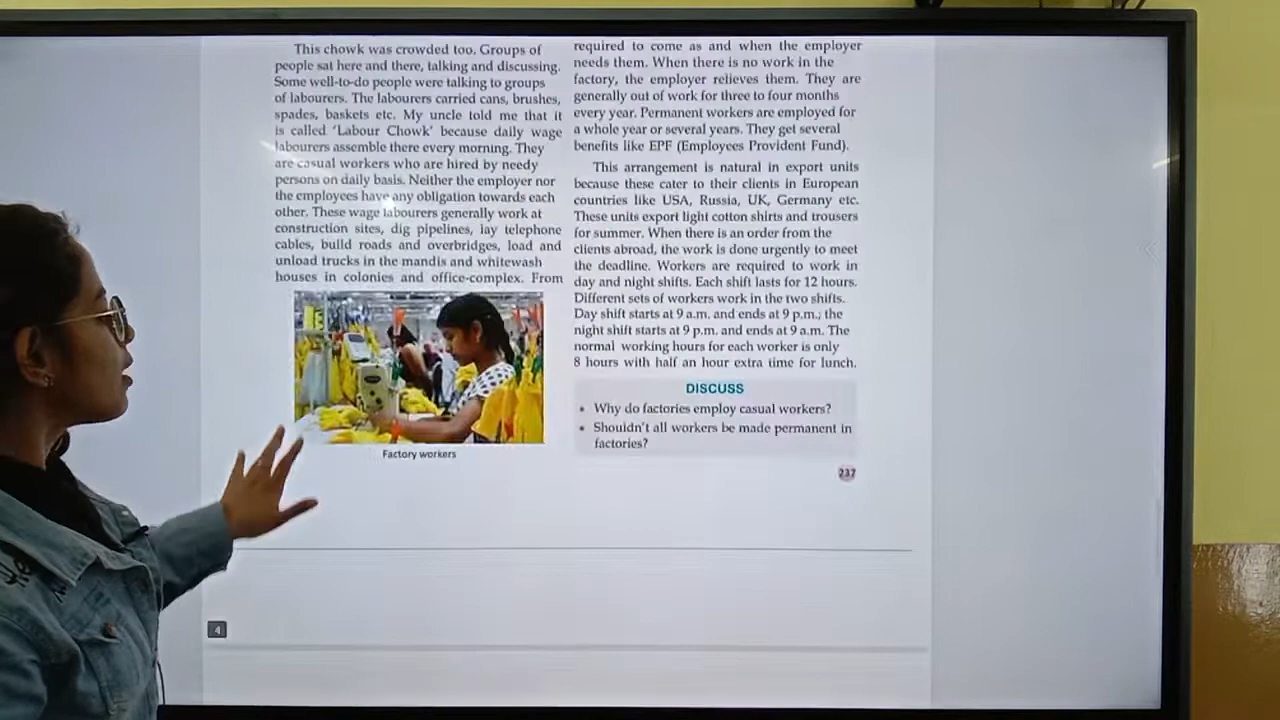 This chowk was crowded too. Groups of
people sat here and there, talking and discussing.
Some well-to-do people were talking to groups
of labourers. The labourers carried cans, brushes,
spades, baskets etc. My uncle told me that it
is called 'Labour Chowk' because daily wage
labourers assemble there every morning. They
are casual workers who are hired by needy
persons on daily basis. Neither the employer nor
the employees have any obligation towards each
other. These wage labourers generally work at
construction sites, dig pipelines, lay telephone
cables, build roads and overbridges, load and
unload trucks in the mandis and whitewash
houses in colonies and office-complex. From
Factory workers
required to come as and when the employer
needs them. When there is no work in the
factory, the employer relieves them. They are
generally out of work for three to four months
every year. Permanent workers are employed for
a whole year or several years. They get several
benefits like EPF (Employees Provident Fund).
This arrangement is natural in export units
because these cater to their clients in European
countries like USA, Russia, UK, Germany etc.
These units export light cotton shirts and trousers
for summer. When there is an order from the
clients abroad, the work is done urgently to meet
the deadline. Workers are required to work in
day and night shifts. Each shift lasts for 12 hours.
Different sets of workers work in the two shifts.
Day shift starts at 9 a.m. and ends at 9 p.m.; the
night shift starts at 9 p.m. and ends at 9 a.m. The
normal working hours for each worker is only
8 hours with half an hour extra time for lunch.
DISCUSS
• Why do factories employ casual workers?
• Shouldn't all workers be made permanent in
factories?
237
4